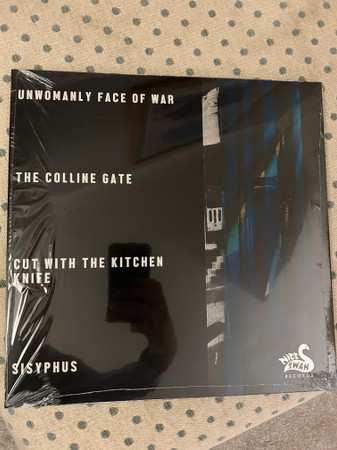 UNWOMANLY FACE OF WAR
THE COLLINE GATE
CUT WITH THE KITCHEN
KNIFE
SISYPHUS
NICE
SWAN
RECORDS